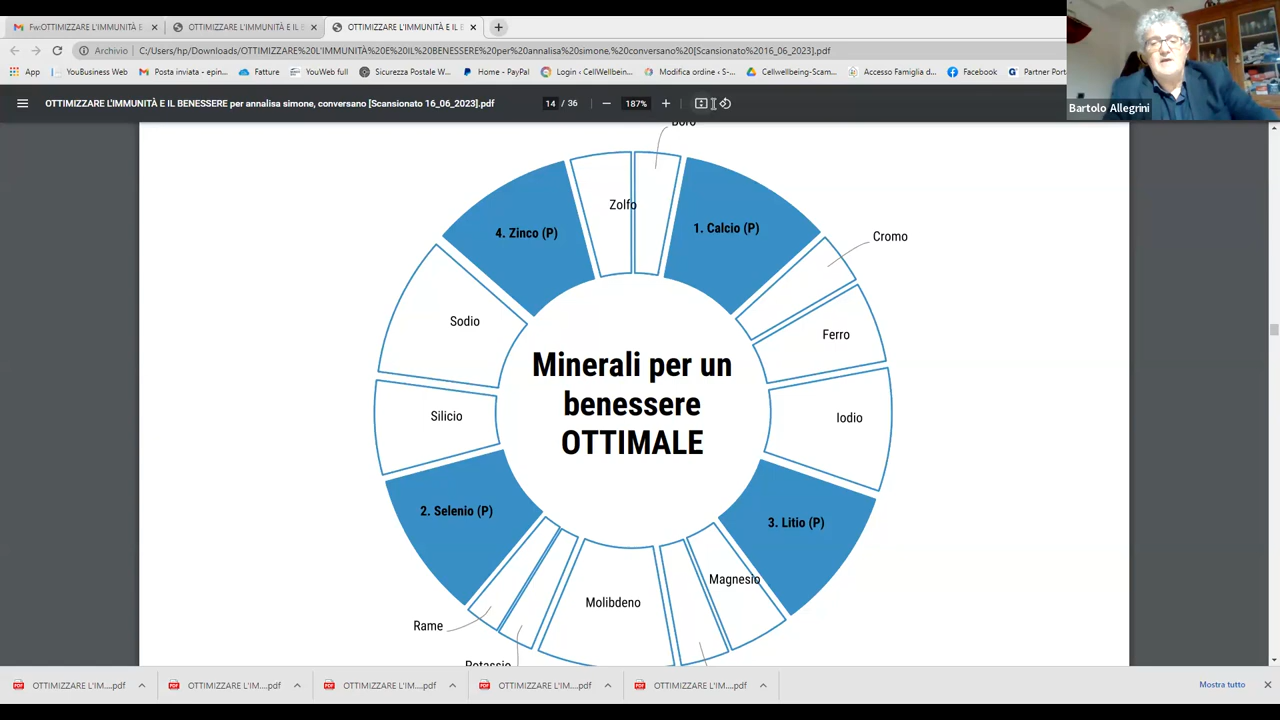 Fw:OTTIMIZZARE L'IMMUNITÀ E
OTTIMIZZARE L'IMMUNITÀ E IL B
OTTIMIZZARE L'IMMUNITÀ E IL B
Archivio
C:/Users/hp/Downloads/OTTIMIZZARE%20L'IMMUNITÀ%20E%20IL%20BENESSERE%20per%20annalisa%20simone,%20conversano%20[Scansionato%2016_06_2023].pdf
App
YouBusiness Web
Posta inviata - epin...
Fatture
YouWeb full
Sicurezza Postale W...
Home - PayPal
Login ‹ CellWellbein...
Modifica ordine ‹ S...
Cellwellbeing-Scam...
Accesso Famiglia d...
Facebook
Partner Port
OTTIMIZZARE L'IMMUNITÀ E IL BENESSERE per annalisa simone, conversano [Scansionato 16_06_2023].pdf
14 / 36
187%
Bartolo Allegrini
Boro
Zolfo
4. Zinco (P)
1. Calcio (P)
Cromo
Sodio
Ferro
Minerali per un
benessere
OTTIMALE
Silicio
Iodio
2. Selenio (P)
3. Litio (P)
Magnesio
Molibdeno
Rame
Potassio
OTTIMIZZARE L'IM....pdf
OTTIMIZZARE L'IM....pdf
OTTIMIZZARE L'IM....pdf
OTTIMIZZARE L'IM....pdf
OTTIMIZZARE L'IM....pdf
Mostra tutto